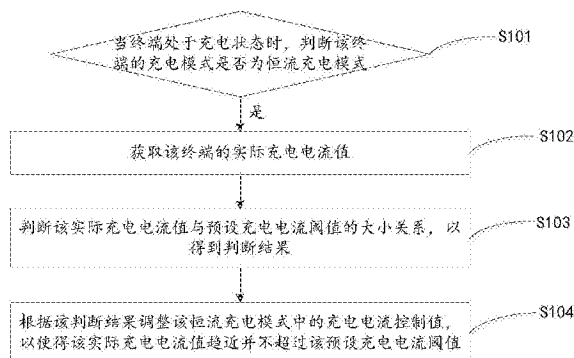 当终端处于充电状态时，判断该终
端的充电模式是否为恒流充电模式
S101
是
获取该终端的实际充电电流值
S102
判断该实际充电电流值与预设充电电流阈值的大小关系，以
得到判断结果
S103
根据该判断结果调整该恒流充电模式中的充电电流控制值，
以使得该实际充电电流值趋近并不超过该预设充电电流阈值
S104